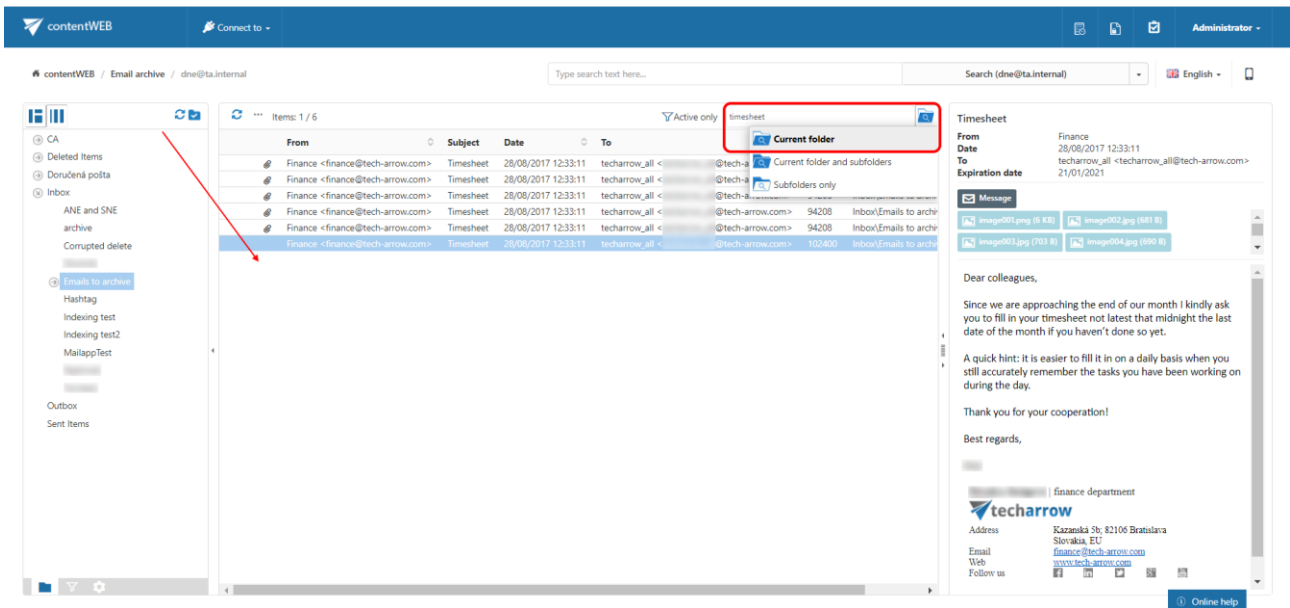 contentWEB
Connect to
Administrator
contentWEB / Email archive / dne@ta.internal
Type search text here...
Search (dne@ta.internal)
English
CA
Deleted Items
Doručená pošta
Inbox
ANE and SNE
archive
Corrupted delete
Emails to archive
Hashtag
Indexing test
Indexing test2
MailappTest
Outbox
Sent Items
Items: 1 / 6
Active only
timesheet
Current folder
Current folder and subfolders
Subfolders only
From Subject Date To
Finance <finance@tech-arrow.com> Timesheet 28/08/2017 12:33:11 techarrow_all < @tech-a
Finance <finance@tech-arrow.com> Timesheet 28/08/2017 12:33:11 techarrow_all < @tech-a
Finance <finance@tech-arrow.com> Timesheet 28/08/2017 12:33:11 techarrow_all < @tech-a
Finance <finance@tech-arrow.com> Timesheet 28/08/2017 12:33:11 techarrow_all < @tech-arrow.com> 94208 Inbox\Emails to archiv
Finance <finance@tech-arrow.com> Timesheet 28/08/2017 12:33:11 techarrow_all < @tech-arrow.com> 94208 Inbox\Emails to archiv
Finance <finance@tech-arrow.com> Timesheet 28/08/2017 12:33:11 techarrow_all < @tech-arrow.com> 102400 Inbox\Emails to archiv
Timesheet
From Finance
Date 28/08/2017 12:33:11
To techarrow_all <techarrow_all@tech-arrow.com>
Expiration date 21/01/2021
Message
image001.png (6 KB) image002.jpg (681 B)
image003.jpg (703 B) image004.jpg (690 B)
Dear colleagues,
Since we are approaching the end of our month I kindly ask
you to fill in your timesheet not latest that midnight the last
date of the month if you haven't done so yet.
A quick hint: it is easier to fill it in on a daily basis when you
still accurately remember the tasks you have been working on
during the day.
Thank you for your cooperation!
Best regards,
| finance department
techarrow
Address Kazanská 5b; 82106 Bratislava
Slovakia, EU
Email finance@tech-arrow.com
Web www.tech-arrow.com
Follow us
Online help